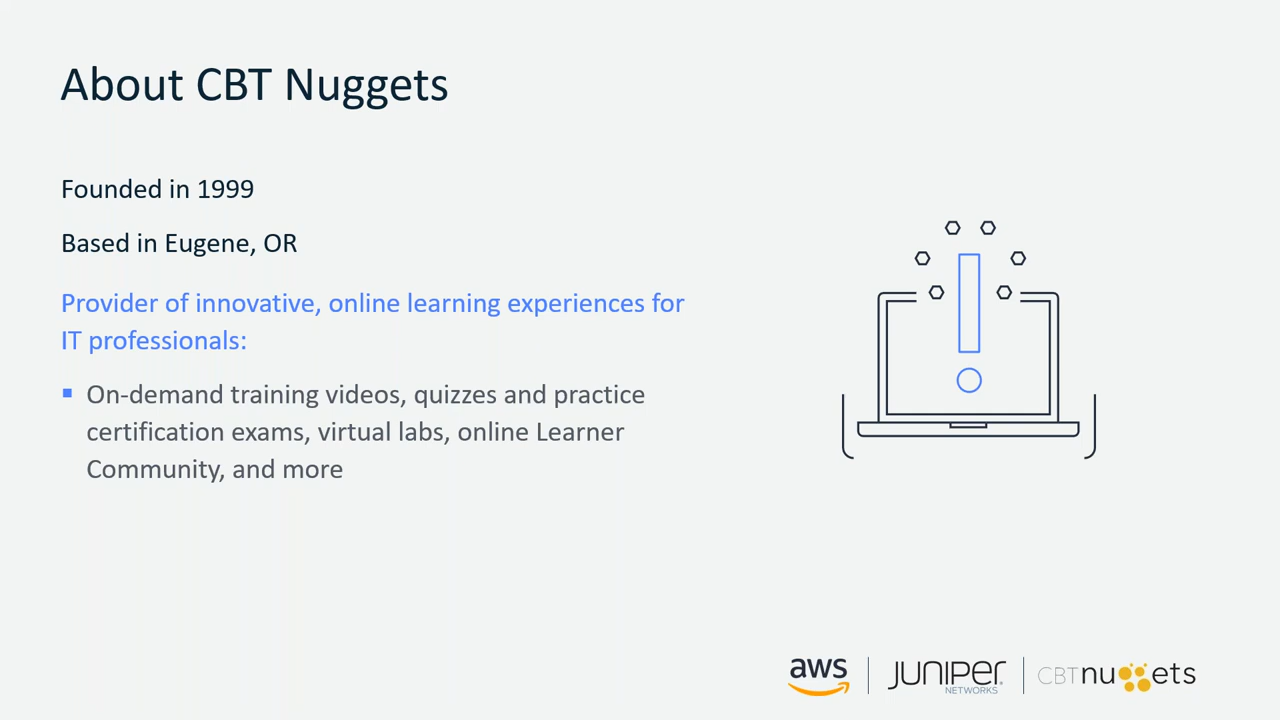 About CBT Nuggets
Founded in 1999
Based in Eugene, OR
Provider of innovative, online learning experiences for
IT professionals:
On-demand training videos, quizzes and practice
certification exams, virtual labs, online Learner
Community, and more
aws
JUNIPER
NETWORKS
CBTnuggets